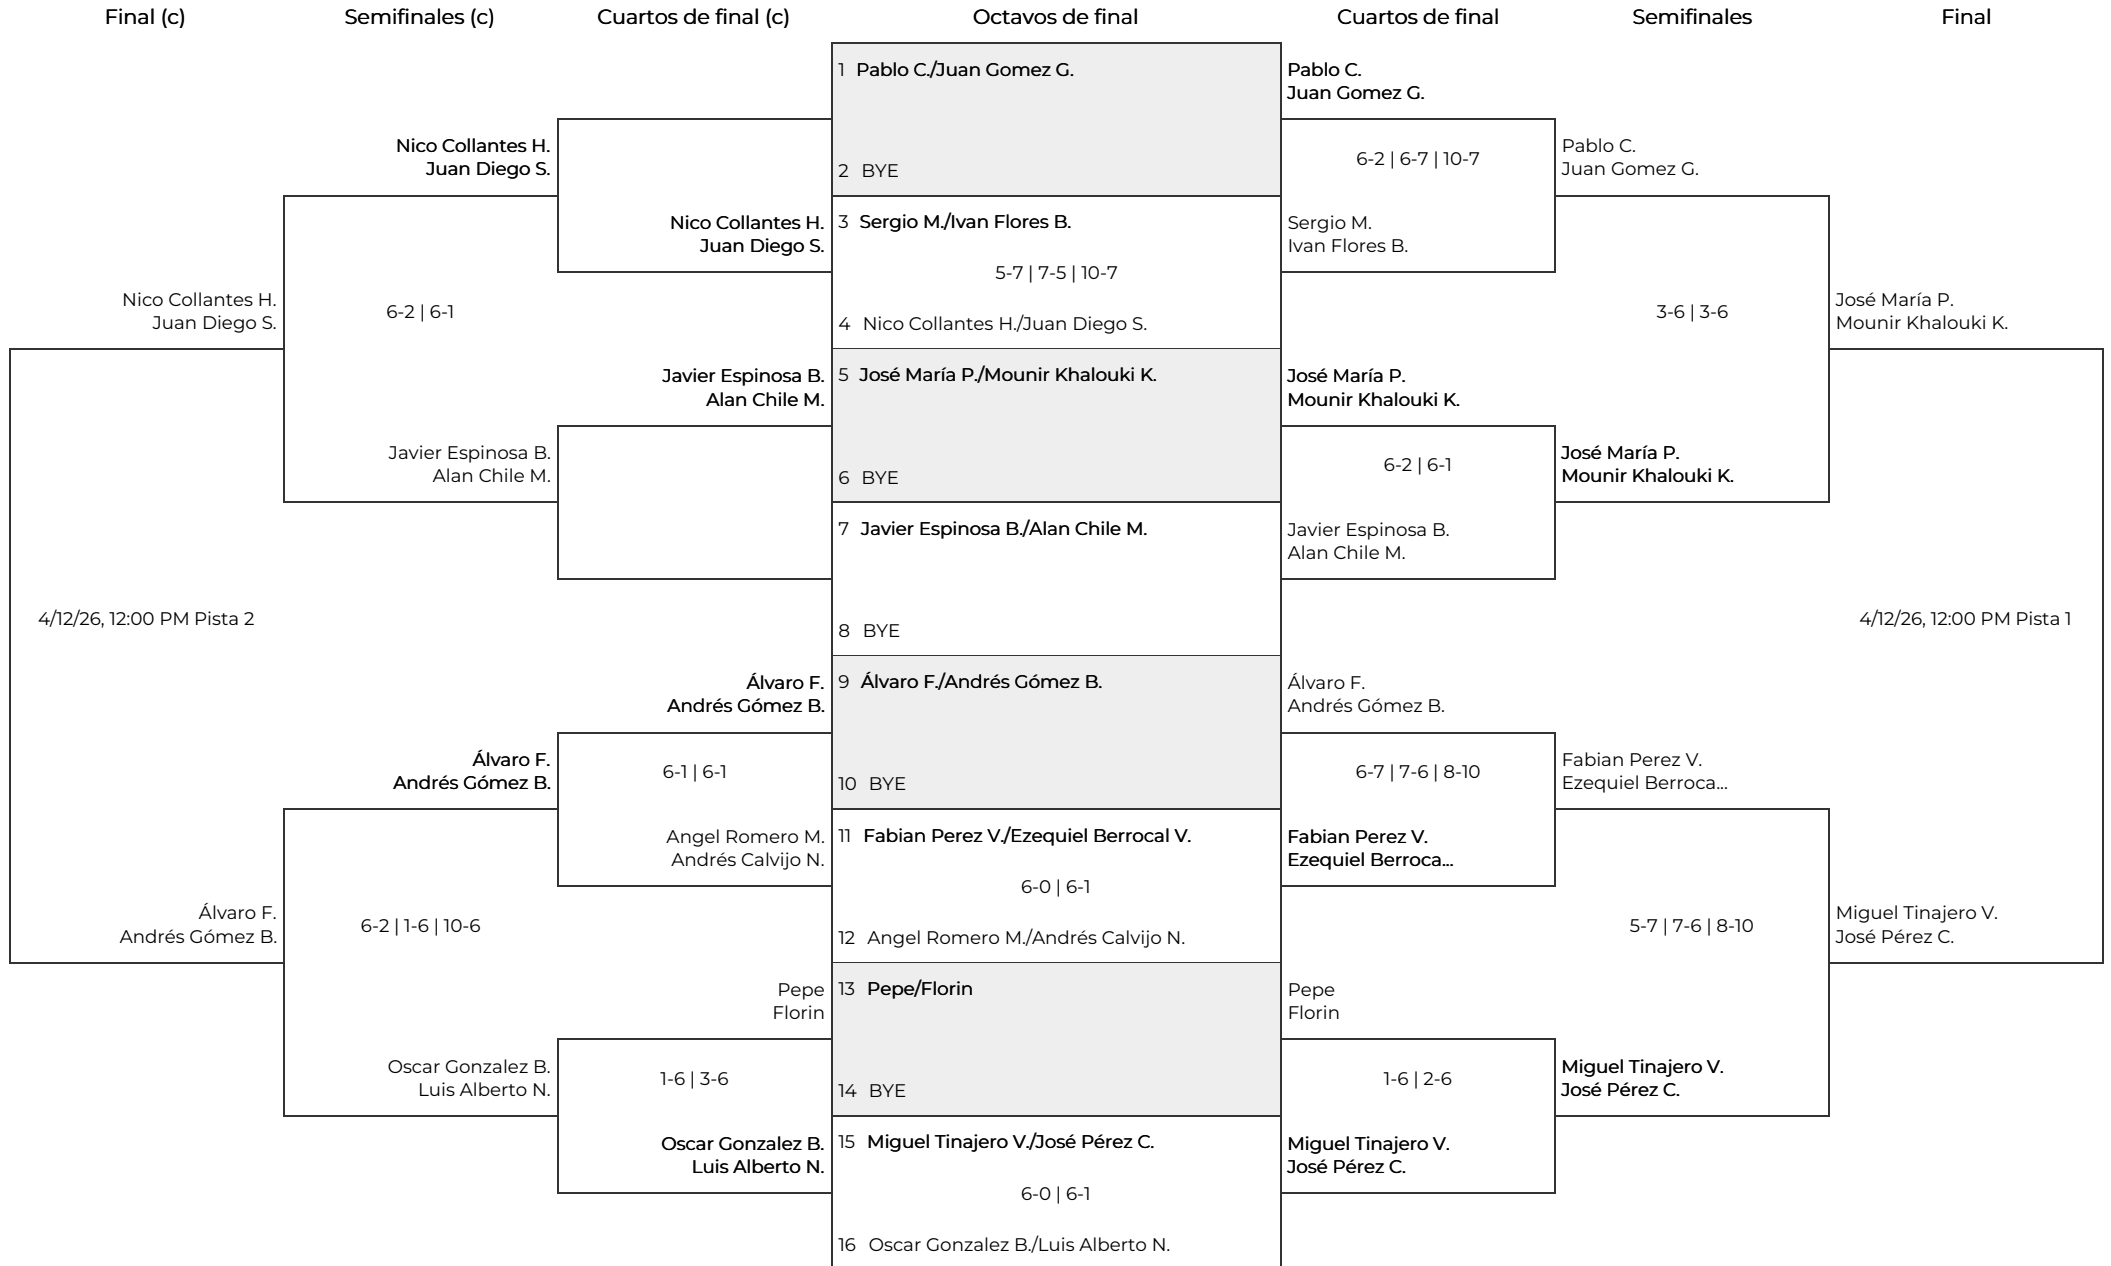 Final (c)
Semifinales (c)
Cuartos de final (c)
Octavos de final
Cuartos de final
Semifinales
Final
Nico Collantes H.
Juan Diego S.
4/12/26, 12:00 PM Pista 2
Álvaro F.
Andrés Gómez B.
Nico Collantes H.
Juan Diego S.
6-2 | 6-1
Javier Espinosa B.
Alan Chile M.
Álvaro F.
Andrés Gómez B.
6-2 | 1-6 | 10-6
Oscar Gonzalez B.
Luis Alberto N.
Nico Collantes H.
Juan Diego S.
Javier Espinosa B.
Alan Chile M.
Álvaro F.
Andrés Gómez B.
6-1 | 6-1
Angel Romero M.
Andrés Calvijo N.
Pepe
Florin
1-6 | 3-6
Oscar Gonzalez B.
Luis Alberto N.
1 Pablo C./Juan Gomez G.
2 BYE
3 Sergio M./Ivan Flores B.
5-7 | 7-5 | 10-7
4 Nico Collantes H./Juan Diego S.
5 José María P./Mounir Khalouki K.
6 BYE
7 Javier Espinosa B./Alan Chile M.
8 BYE
9 Álvaro F./Andrés Gómez B.
10 BYE
11 Fabian Perez V./Ezequiel Berrocal V.
6-0 | 6-1
12 Angel Romero M./Andrés Calvijo N.
13 Pepe/Florin
14 BYE
15 Miguel Tinajero V./José Pérez C.
6-0 | 6-1
16 Oscar Gonzalez B./Luis Alberto N.
Pablo C.
Juan Gomez G.
6-2 | 6-7 | 10-7
Sergio M.
Ivan Flores B.
José María P.
Mounir Khalouki K.
6-2 | 6-1
Javier Espinosa B.
Alan Chile M.
Álvaro F.
Andrés Gómez B.
6-7 | 7-6 | 8-10
Fabian Perez V.
Ezequiel Berroca...
Pepe
Florin
1-6 | 2-6
Miguel Tinajero V.
José Pérez C.
Pablo C.
Juan Gomez G.
3-6 | 3-6
José María P.
Mounir Khalouki K.
Fabian Perez V.
Ezequiel Berroca...
5-7 | 7-6 | 8-10
Miguel Tinajero V.
José Pérez C.
José María P.
Mounir Khalouki K.
4/12/26, 12:00 PM Pista 1
Miguel Tinajero V.
José Pérez C.